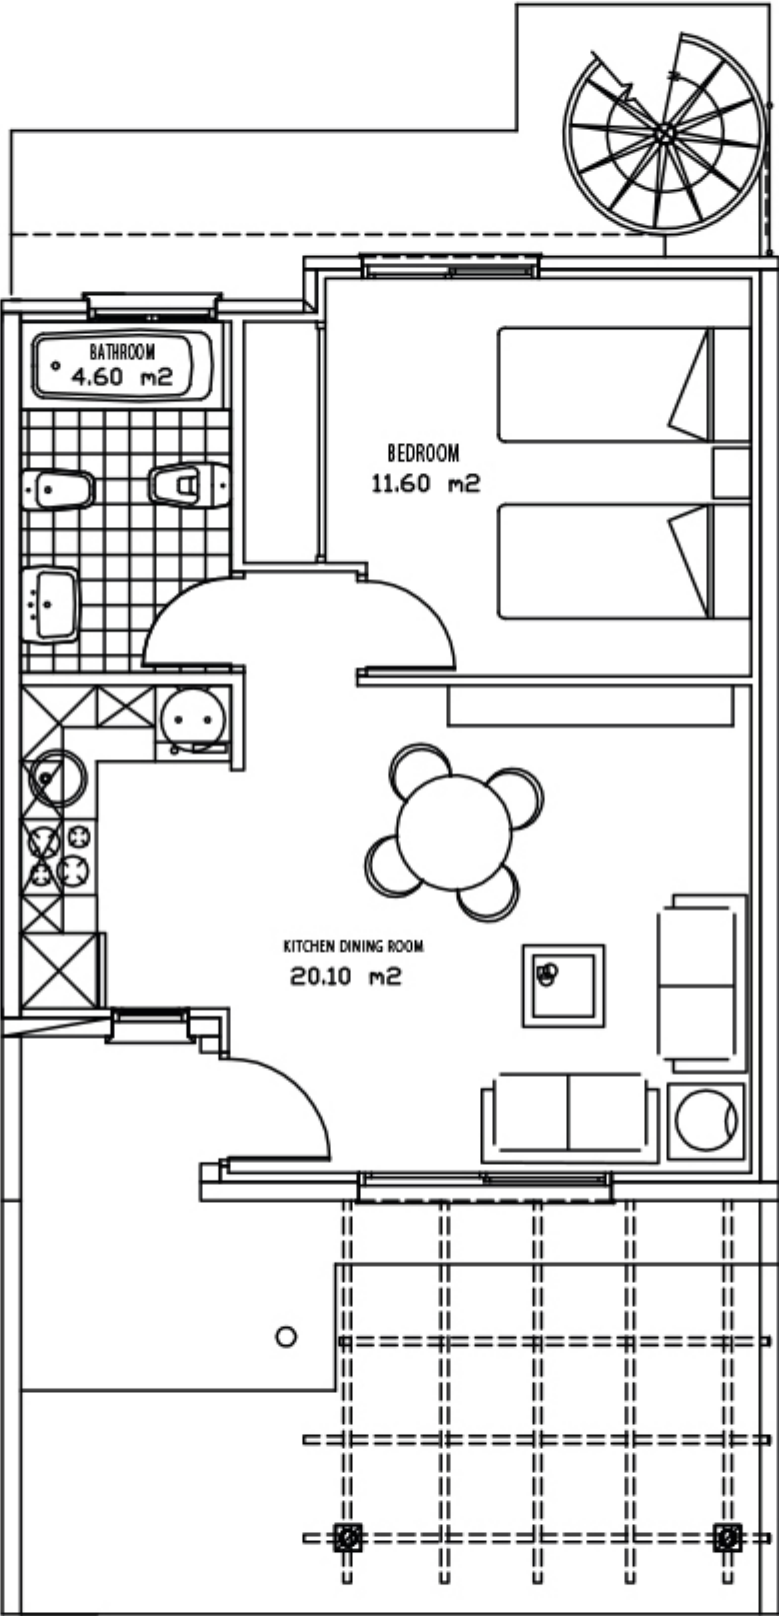 BATHROOM
4.60 m2
BEDROOM
11.60 m2
KITCHEN DINING ROOM
20.10 m2